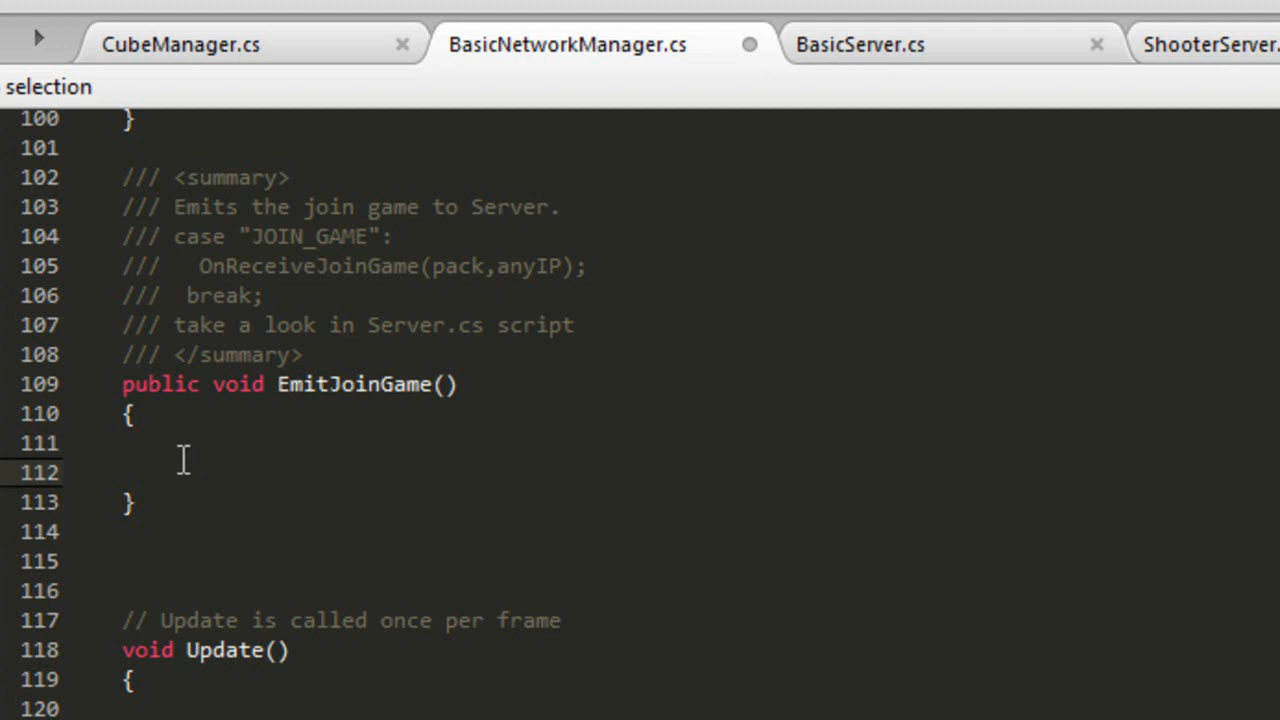 CubeManager.cs × BasicNetworkManager.cs BasicServer.cs × ShooterServer.
selection
100 }
101
102 /// <summary>
103 /// Emits the join game to Server.
104 /// case "JOIN_GAME":
105 /// OnReceiveJoinGame(pack,anyIP);
106 /// break;
107 /// take a look in Server.cs script
108 /// </summary>
109 public void EmitJoinGame()
110 {
111
112
113 }
114
115
116
117 // Update is called once per frame
118 void Update()
119 {
120